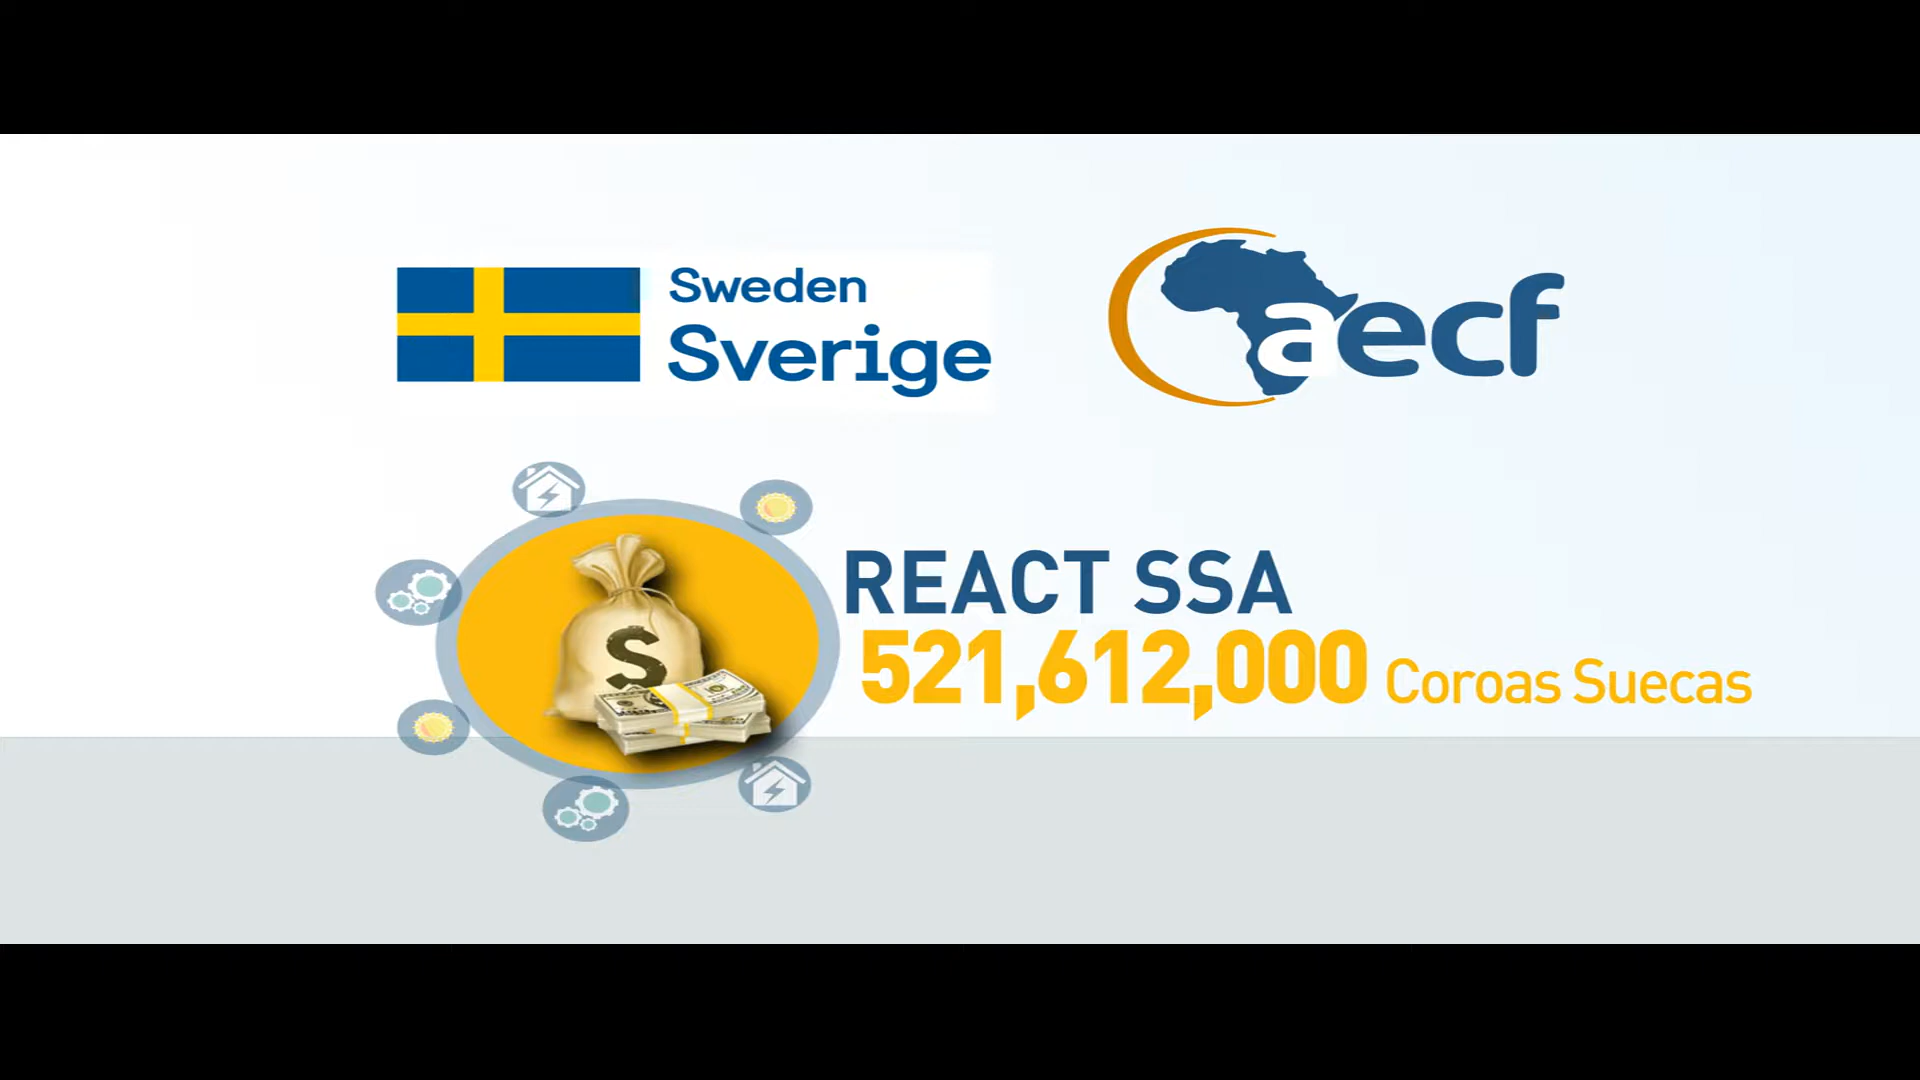 Sweden
Sverige
aecf
REACT SSA
521,612,000 Coroas Suecas
$